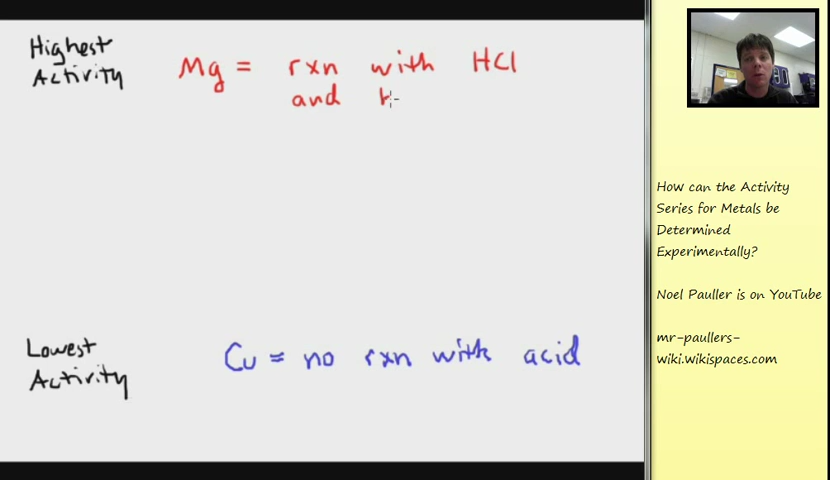 Highest
Activity
Mg = rxn with HCl
and
Lowest
Activity
Cu = no rxn with acid
How can the Activity
Series for Metals be
Determined
Experimentally?
Noel Pauller is on YouTube
mr-paullers-
wiki.wikispaces.com